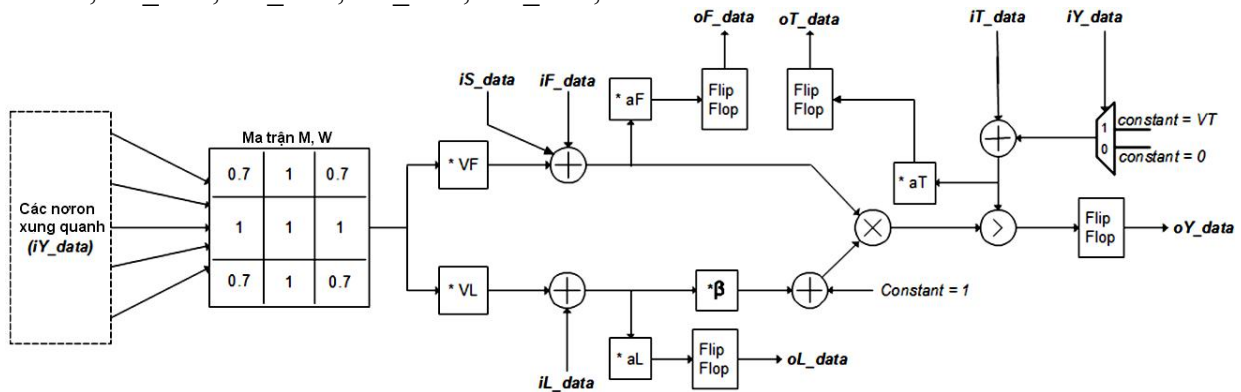 oF_data
oT_data
iT_data
iY_data
iS_data
iF_data
* aF
Flip
Flop
Flip
Flop
1
0
constant = VT
constant = 0
Ma trận M, W
0.7 1 0.7
1 1 1
0.7 1 0.7
Các nơron
xung quanh
(iY_data)
* VF
* aT
×
>
Flip
Flop
oY_data
* VL
*β
Constant = 1
* aL
Flip
Flop
oL_data
iL_data